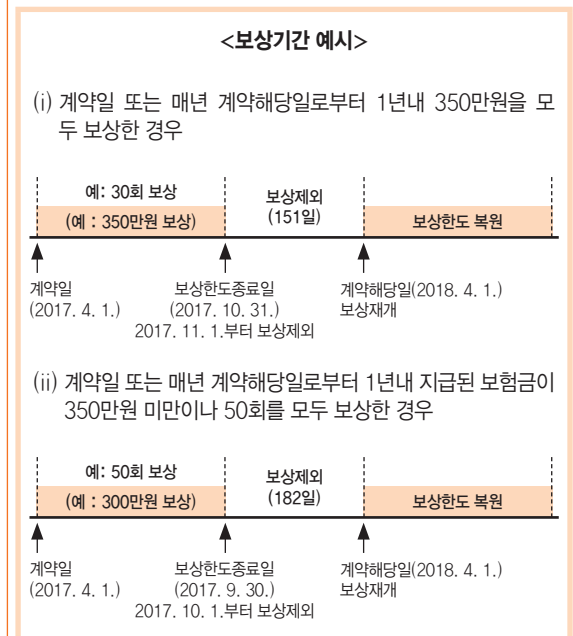 <보상기간 예시>
(i) 계약일 또는 매년 계약해당일로부터 1년내 350만원을 모
두 보상한 경우
예: 30회 보상
(예 : 350만원 보상)
보상제외
(151일)
보상한도 복원
계약일
(2017. 4. 1.)
보상한도종료일
(2017. 10. 31.)
2017. 11. 1.부터 보상제외
계약해당일(2018. 4. 1.)
보상재개
(ii) 계약일 또는 매년 계약해당일로부터 1년내 지급된 보험금이
350만원 미만이나 50회를 모두 보상한 경우
예: 50회 보상
(예 : 300만원 보상)
보상제외
(182일)
보상한도 복원
계약일
(2017. 4. 1.)
보상한도종료일
(2017. 9. 30.)
2017. 10. 1.부터 보상제외
계약해당일(2018. 4. 1.)
보상재개